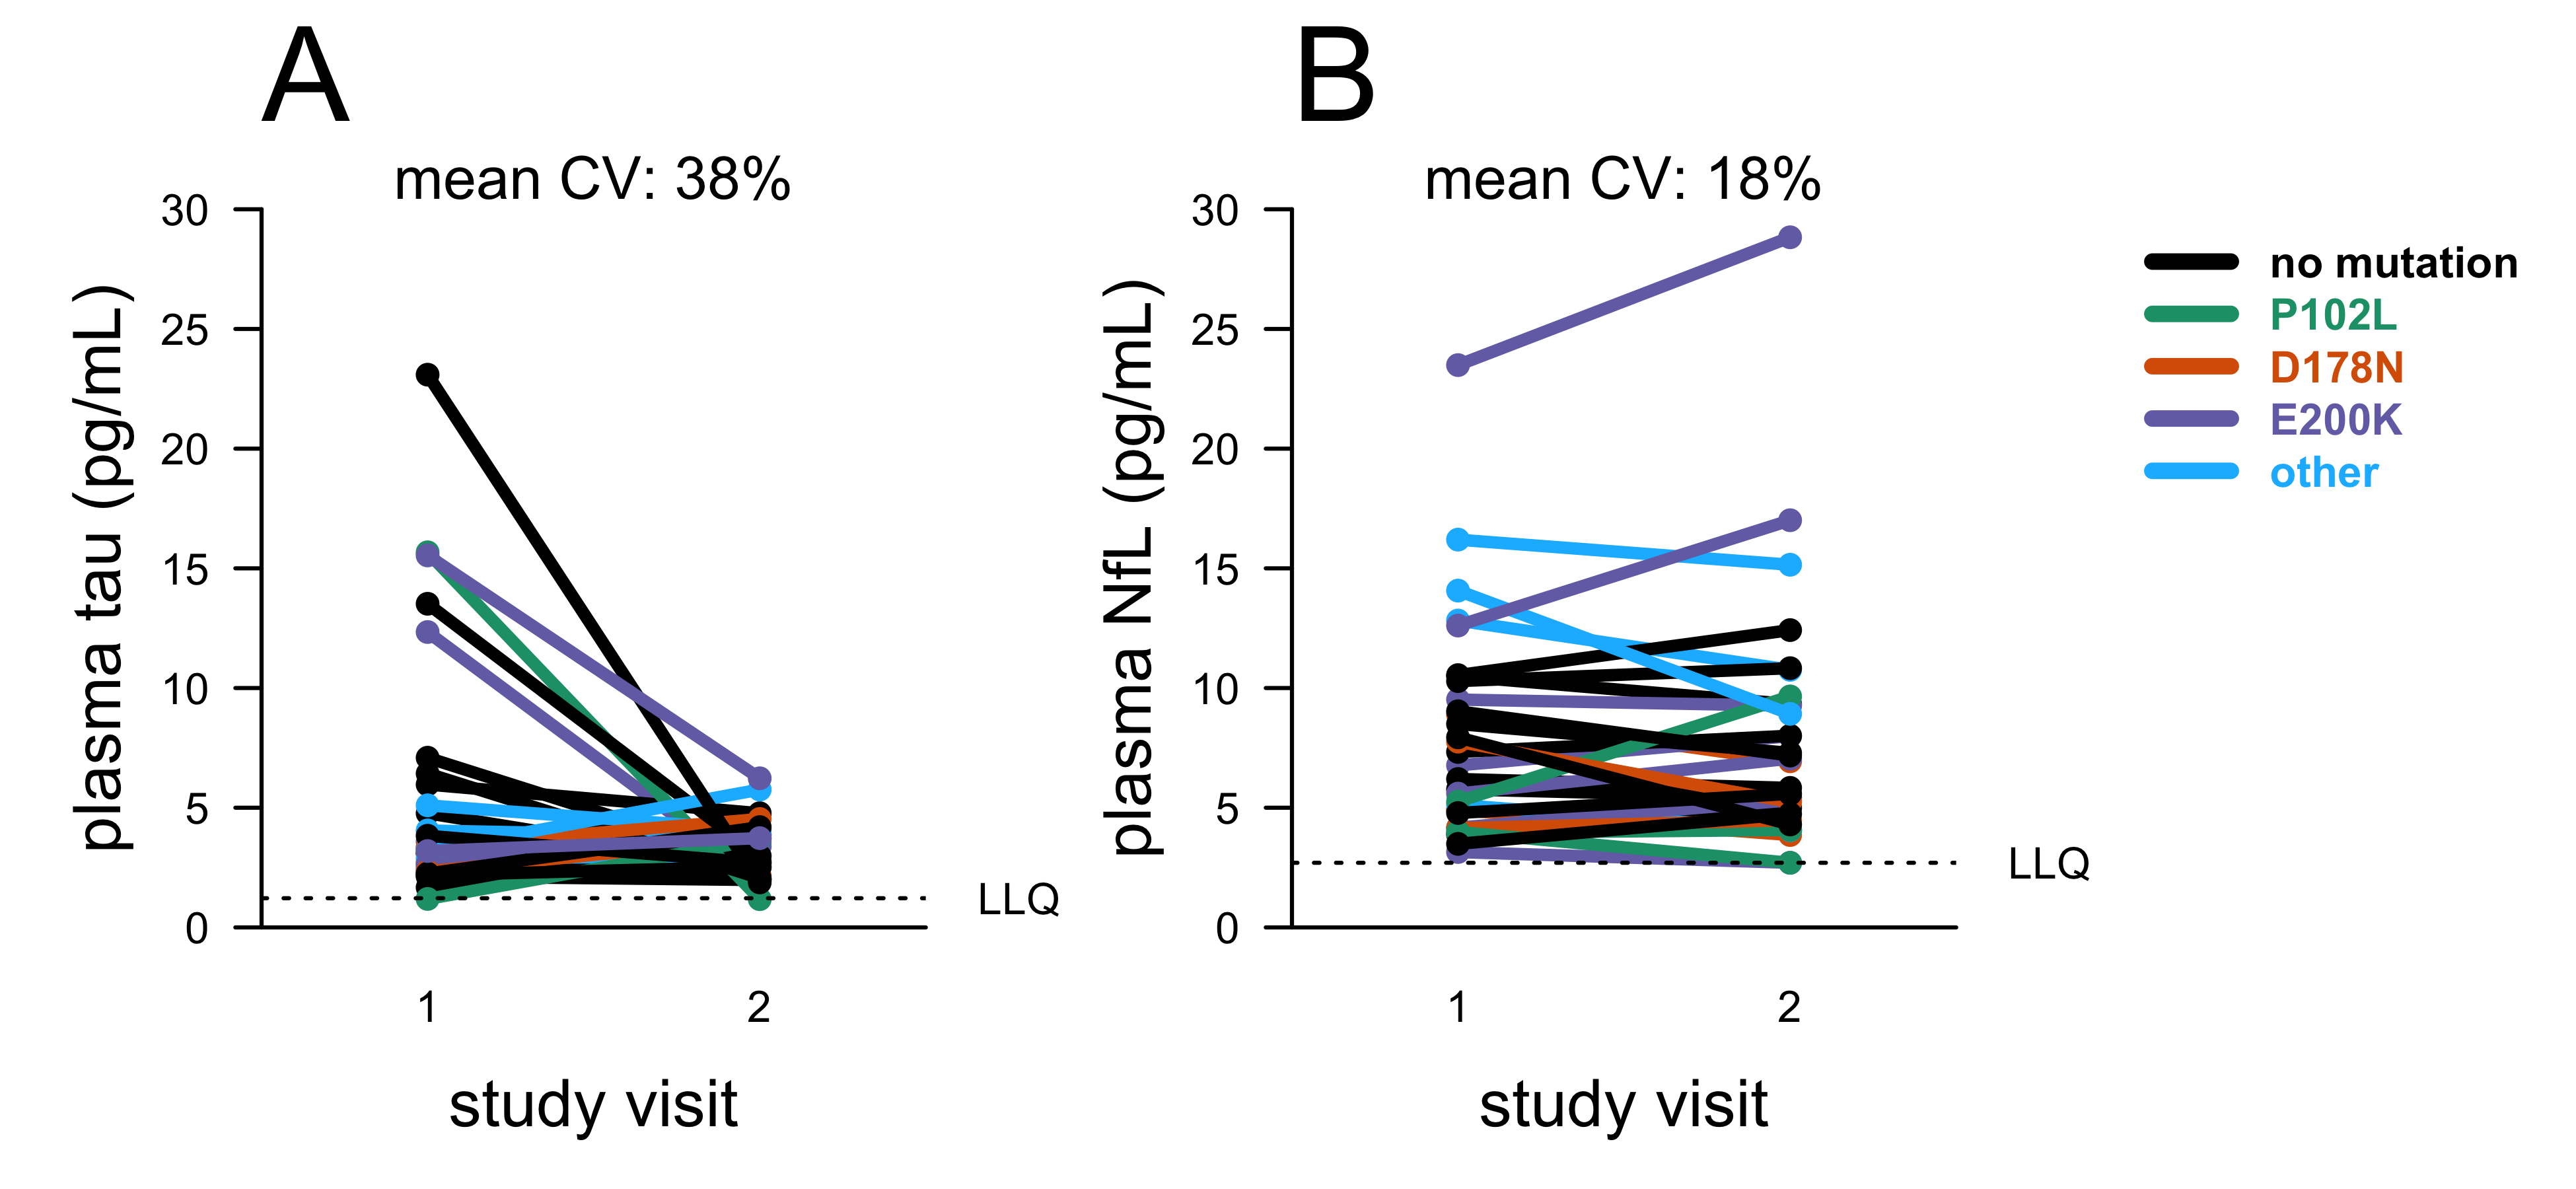 A
mean CV: 38%
plasma tau (pg/mL)
30
25
20
15
10
5
0
LLQ
1
2
study visit
B
mean CV: 18%
plasma NfL (pg/mL)
30
25
20
15
10
5
0
LLQ
1
2
study visit
no mutation
P102L
D178N
E200K
other